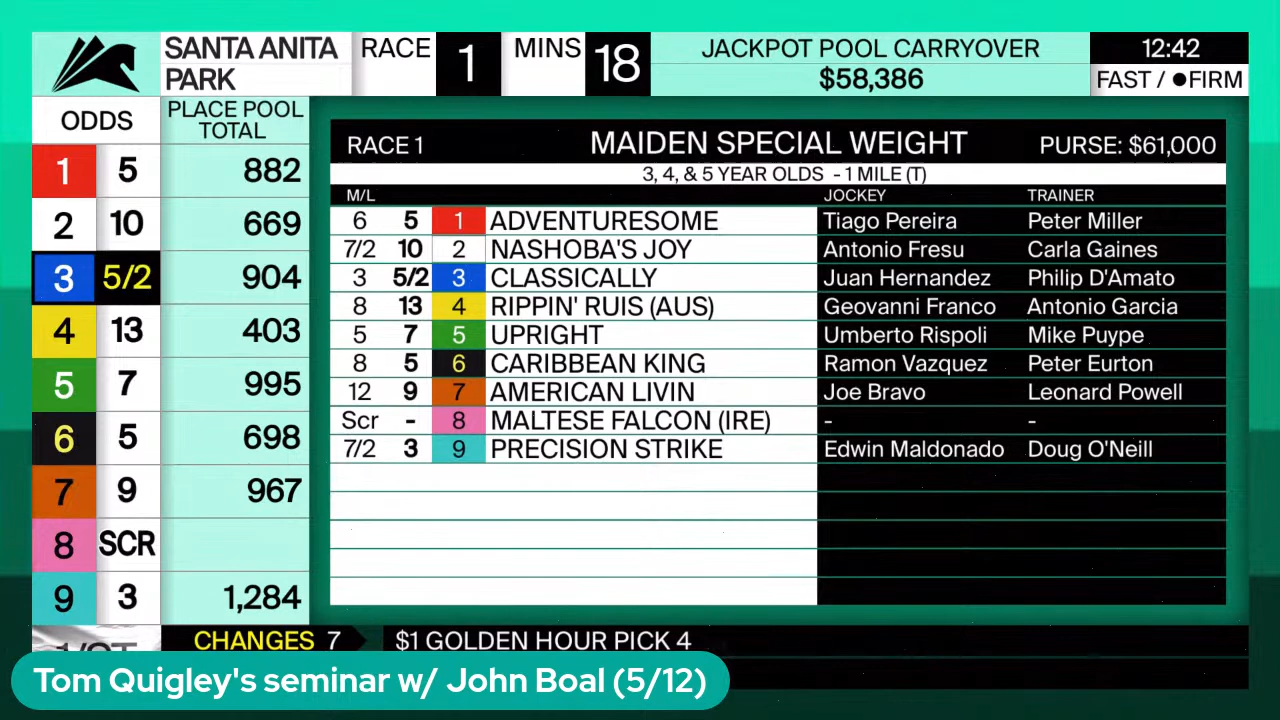 SANTA ANITA PARK
RACE 1
MINS 18
JACKPOT POOL CARRYOVER
$58,386
12:42
FAST / ●FIRM
ODDS
PLACE POOL TOTAL
1 5 882
2 10 669
3 5/2 904
4 13 403
5 7 995
6 5 698
7 9 967
8 SCR
9 3 1,284
RACE 1 MAIDEN SPECIAL WEIGHT PURSE: $61,000
3, 4, & 5 YEAR OLDS - 1 MILE (T)
M/L JOCKEY TRAINER
6 5 1 ADVENTURESOME Tiago Pereira Peter Miller
7/2 10 2 NASHOBA'S JOY Antonio Fresu Carla Gaines
3 5/2 3 CLASSICALLY Juan Hernandez Philip D'Amato
8 13 4 RIPPIN' RUIS (AUS) Geovanni Franco Antonio Garcia
5 7 5 UPRIGHT Umberto Rispoli Mike Puype
8 5 6 CARIBBEAN KING Ramon Vazquez Peter Eurton
12 9 7 AMERICAN LIVIN Joe Bravo Leonard Powell
Scr - 8 MALTESE FALCON (IRE) - -
7/2 3 9 PRECISION STRIKE Edwin Maldonado Doug O'Neill
CHANGES 7 $1 GOLDEN HOUR PICK 4
Tom Quigley's seminar w/ John Boal (5/12)